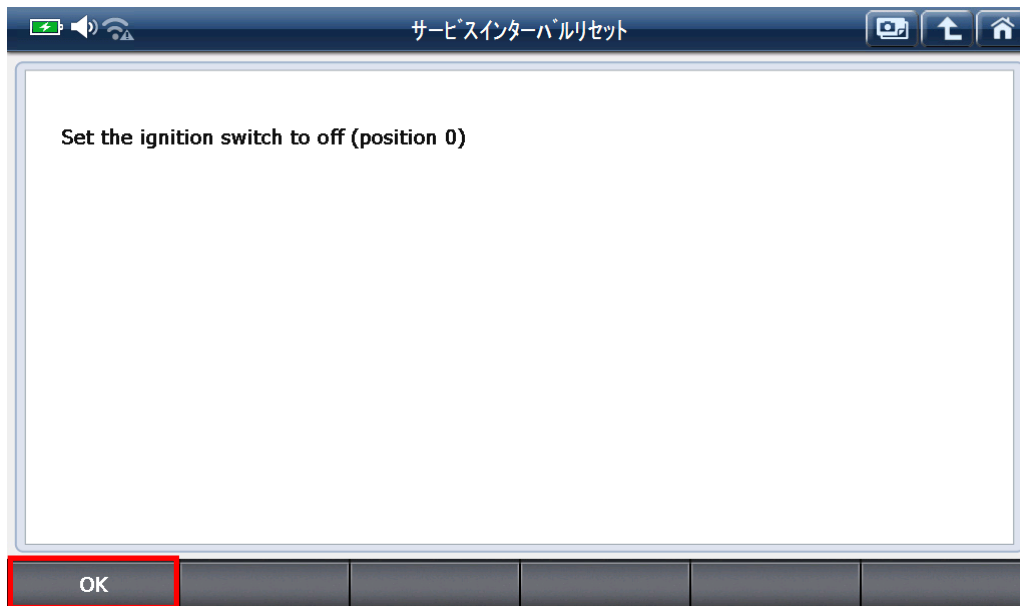 サービスインターバルリセット
Set the ignition switch to off (position 0)
OK